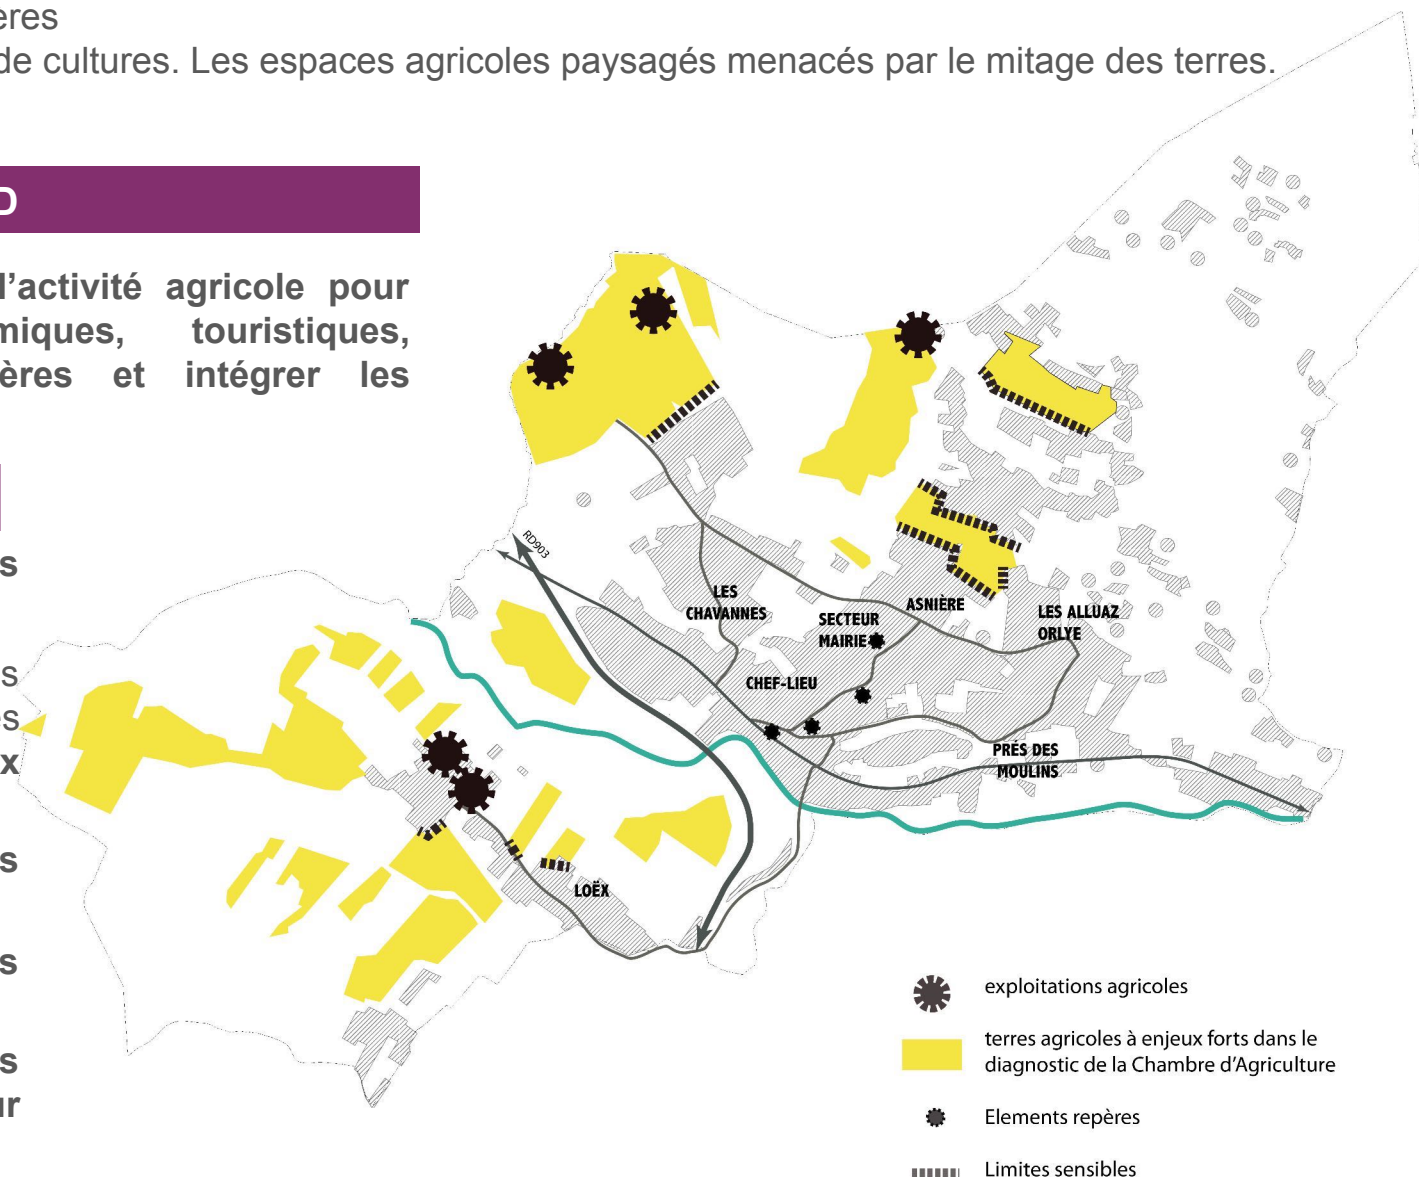 ères
de cultures. Les espaces agricoles paysagés menacés par le mitage des terres.
D
l’activité agricole pour
miques, touristiques,
ères et intégrer les
s
s
es
x
s
s
s
ur
RD903
LES
CHAVANNES
SECTEUR
MAIRIE
ASNIÈRE
LES ALLUAZ
ORLYE
CHEF-LIEU
PRÉS DES
MOULINS
LOËX
exploitations agricoles
terres agricoles à enjeux forts dans le
diagnostic de la Chambre d’Agriculture
Elements repères
Limites sensibles